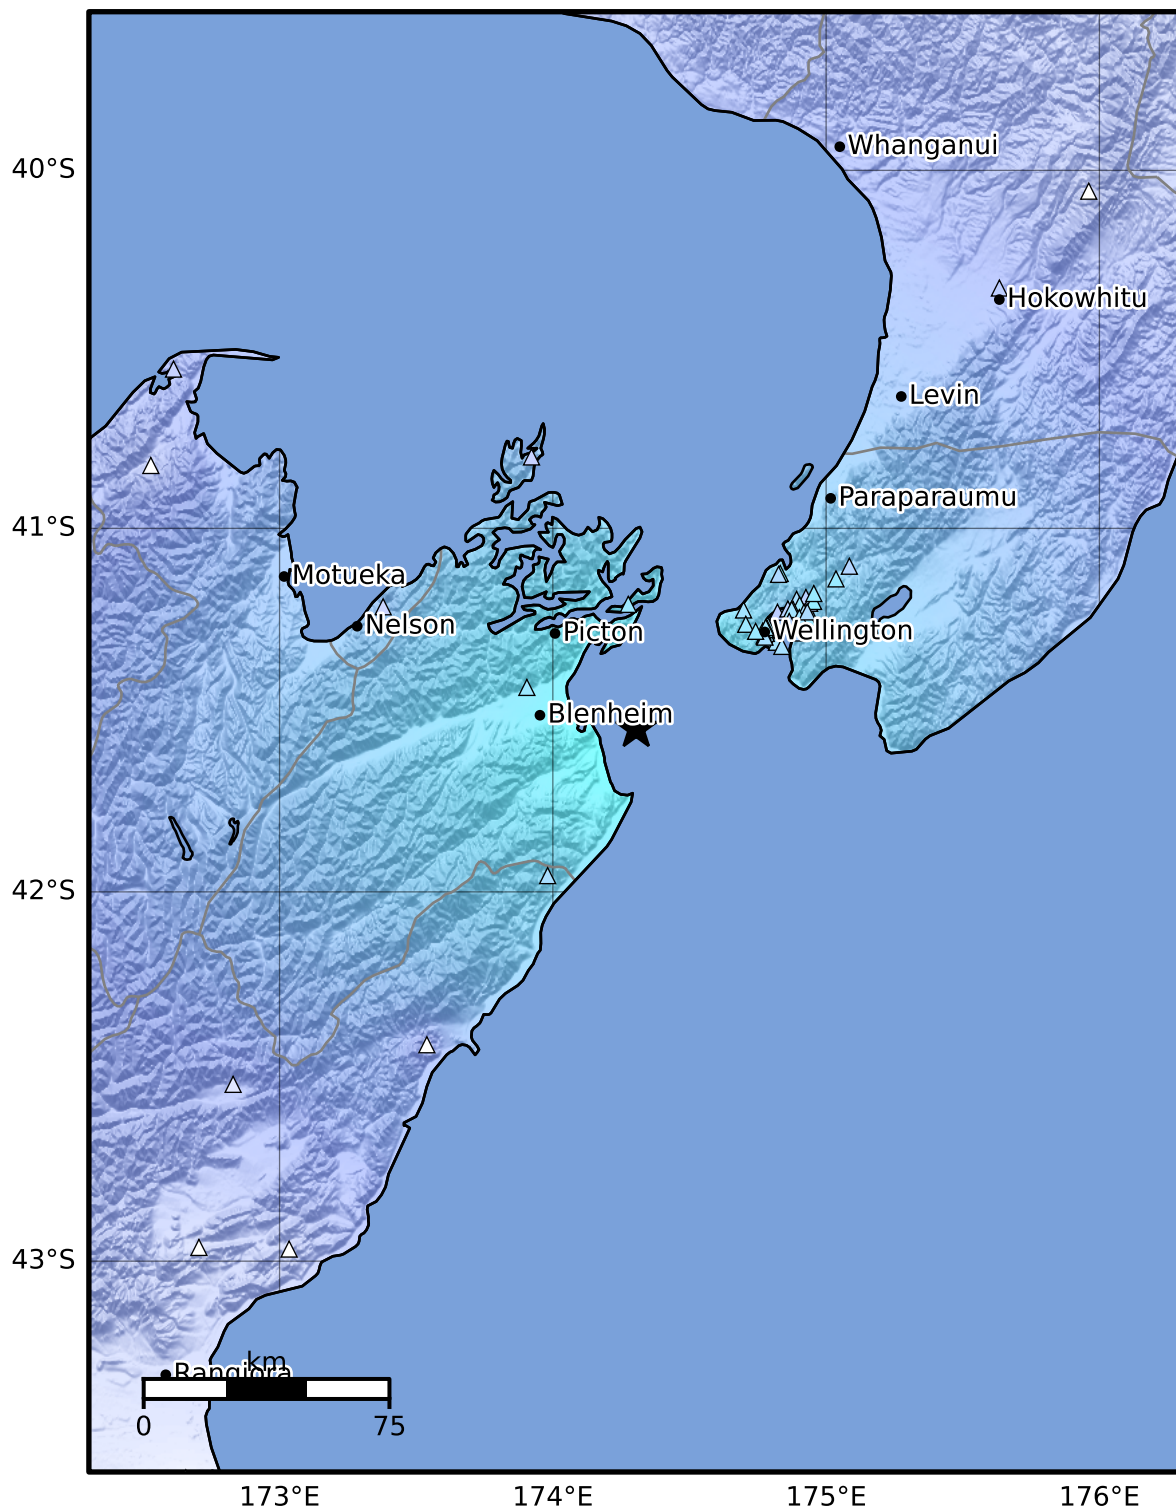 Whanganui
40°S
Hokowhitu
Levin
Paraparaumu
41°S
Motueka
Nelson
Picton
Wellington
Blenheim
42°S
43°S
km
Rangiora
0
75
173°E
174°E
175°E
176°E